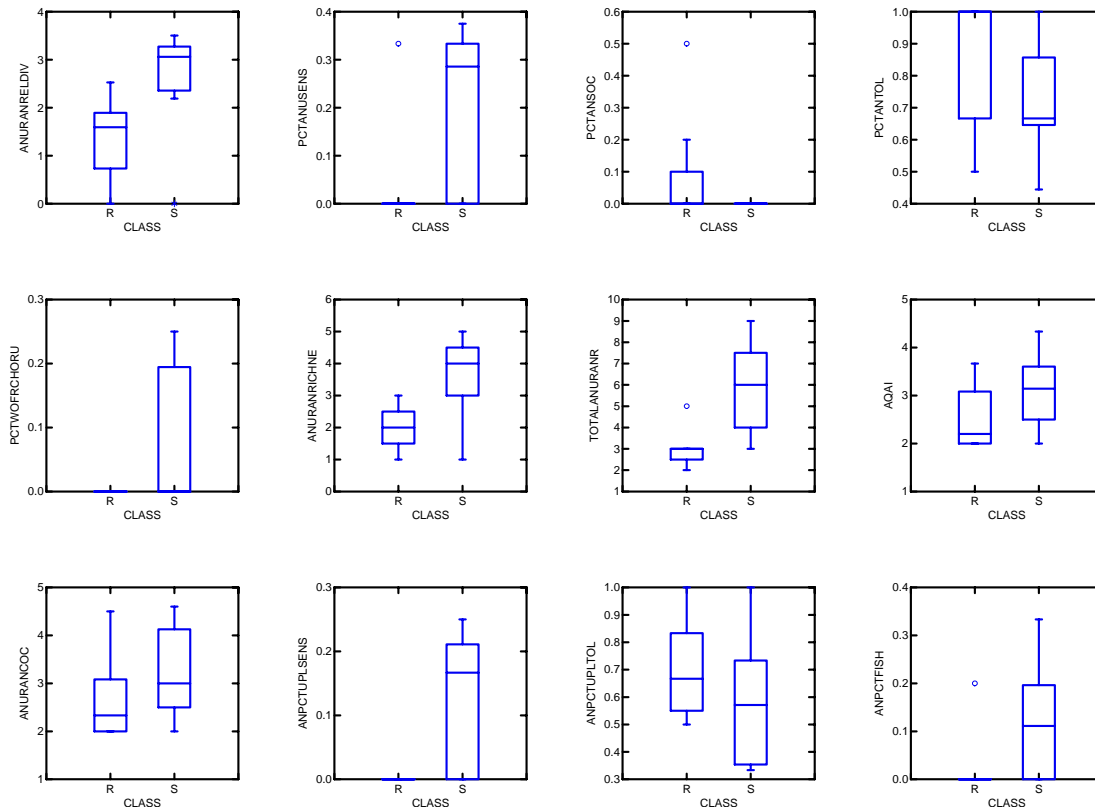 ANURANRELDIV
4
3
2
1
0
R S
CLASS
PCTANUSENS
0.4
0.3
0.2
0.1
0.0
R S
CLASS
PCTANSOC
0.6
0.5
0.4
0.3
0.2
0.1
0.0
R S
CLASS
PCTANTOL
1.0
0.9
0.8
0.7
0.6
0.5
0.4
R S
CLASS
PCTWOFRCHORU
0.3
0.2
0.1
0.0
R S
CLASS
ANURANRICHNE
6
5
4
3
2
1
0
R S
CLASS
TOTALANURANR
10
9
8
7
6
5
4
3
2
1
R S
CLASS
AQAI
5
4
3
2
1
R S
CLASS
ANURANCOC
5
4
3
2
1
R S
CLASS
ANPCTUPLSENS
0.3
0.2
0.1
0.0
R S
CLASS
ANPCTUPLTOL
1.0
0.9
0.8
0.7
0.6
0.5
0.4
0.3
R S
CLASS
ANPCTFISH
0.4
0.3
0.2
0.1
0.0
R S
CLASS